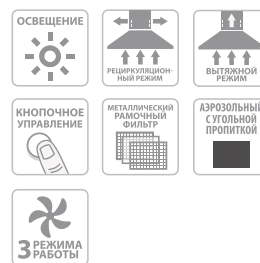 ОСВЕЩЕНИЕ
РЕЦИРКУЛЯЦИОН-
НЫЙ РЕЖИМ
ВЫТЯЖНОЙ
РЕЖИМ
КНОПОЧНОЕ
УПРАВЛЕНИЕ
МЕТАЛЛИЧЕСКИЙ
РАМОЧНЫЙ
ФИЛЬТР
АЭРОЗОЛЬНЫЙ
С УГОЛЬНОЙ
ПРОПИТКОЙ
3 РЕЖИМА
РАБОТЫ